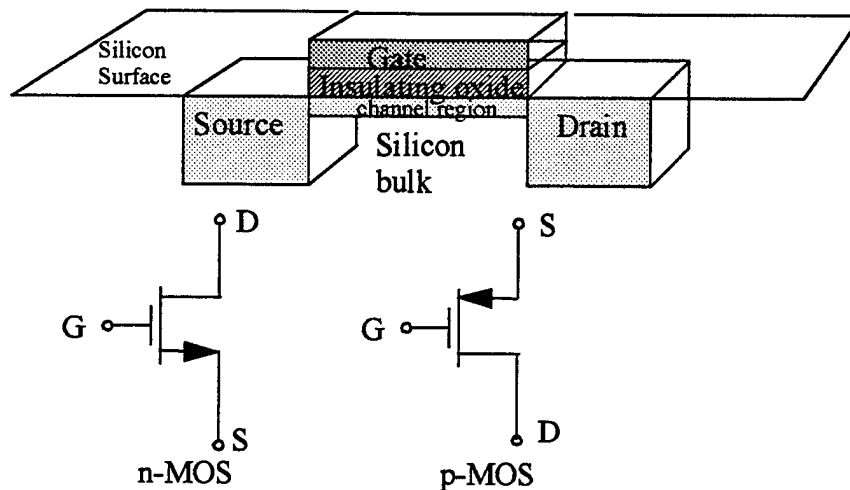 Silicon
Surface
Gate
Insulating oxide
channel region
Source
Drain
Silicon
bulk
D
S
G
G
S
D
n-MOS
p-MOS